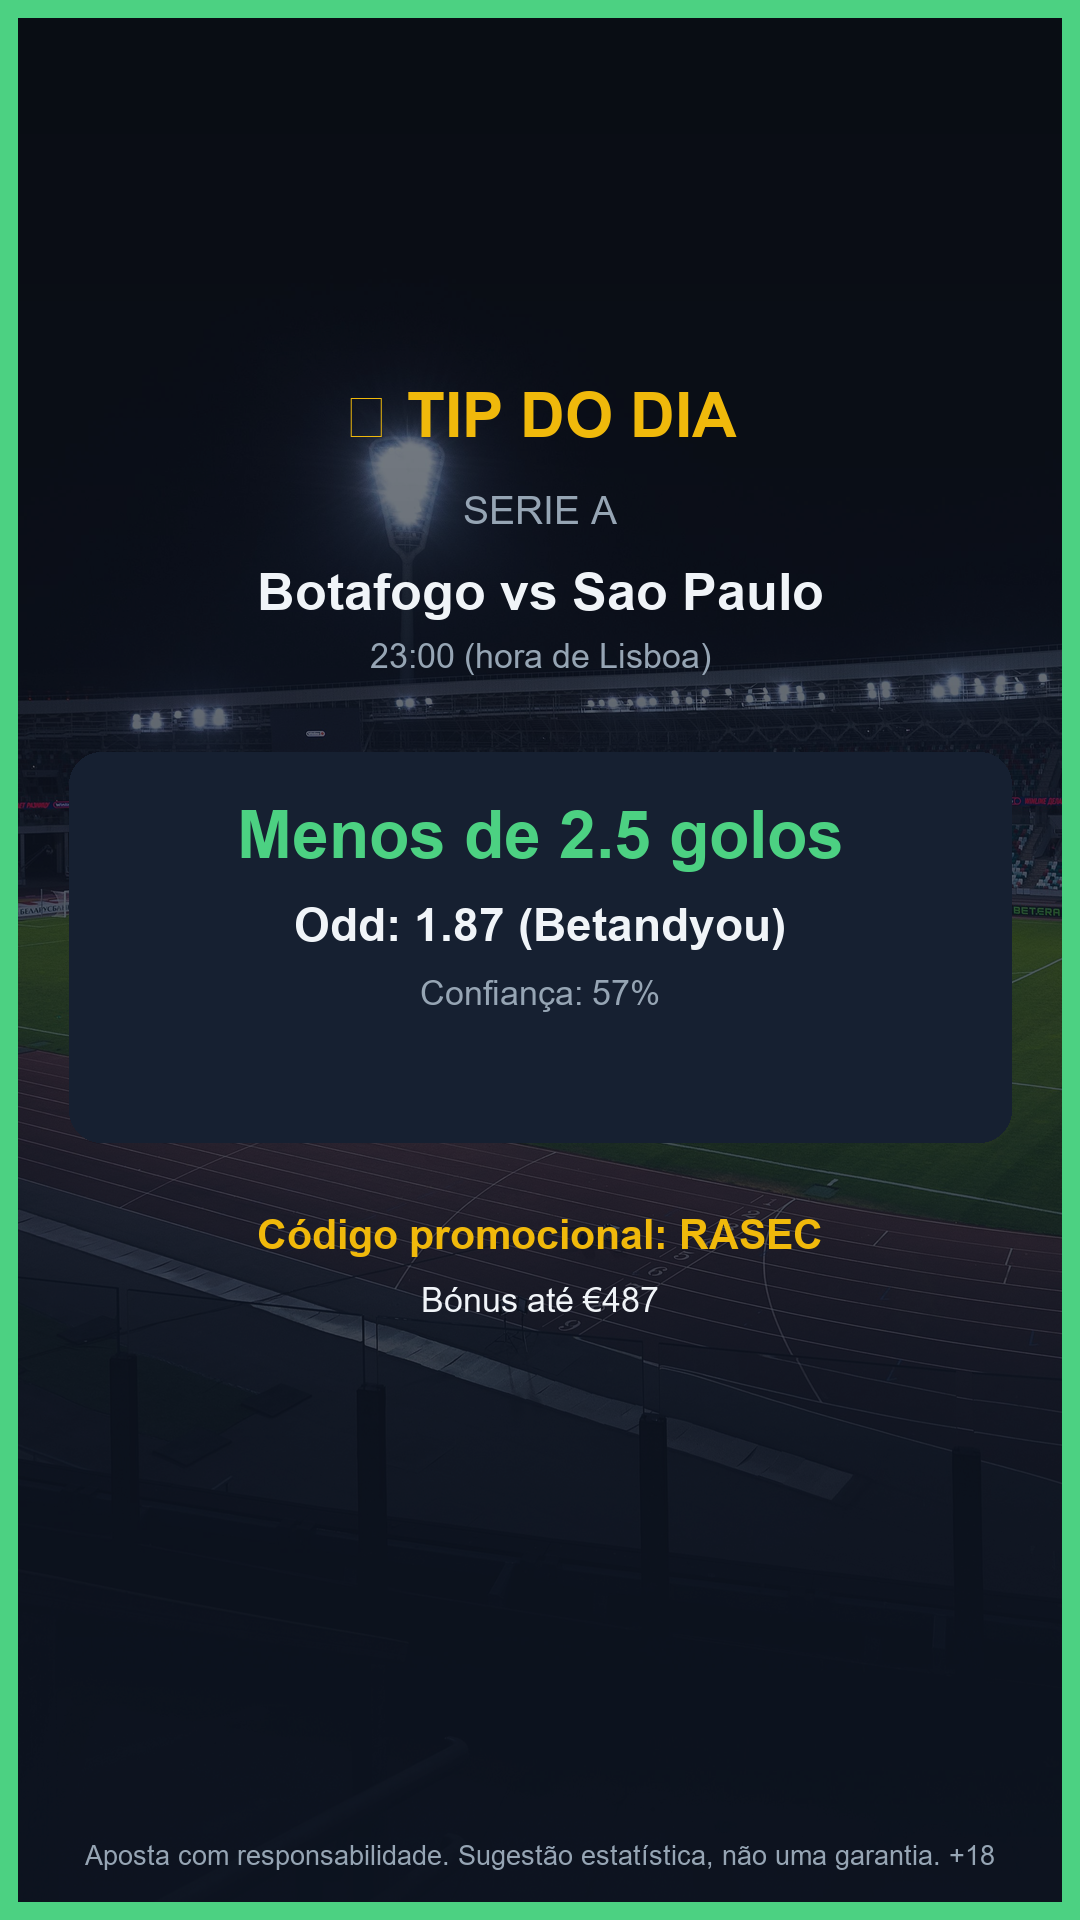 TIP DO DIA
SERIE A
Botafogo vs Sao Paulo
23:00 (hora de Lisboa)
Menos de 2.5 golos
Odd: 1.87 (Betandyou)
Confiança: 57%
Código promocional: RASEC
Bónus até €487
Aposta com responsabilidade. Sugestão estatística, não uma garantia. +18
BETERA